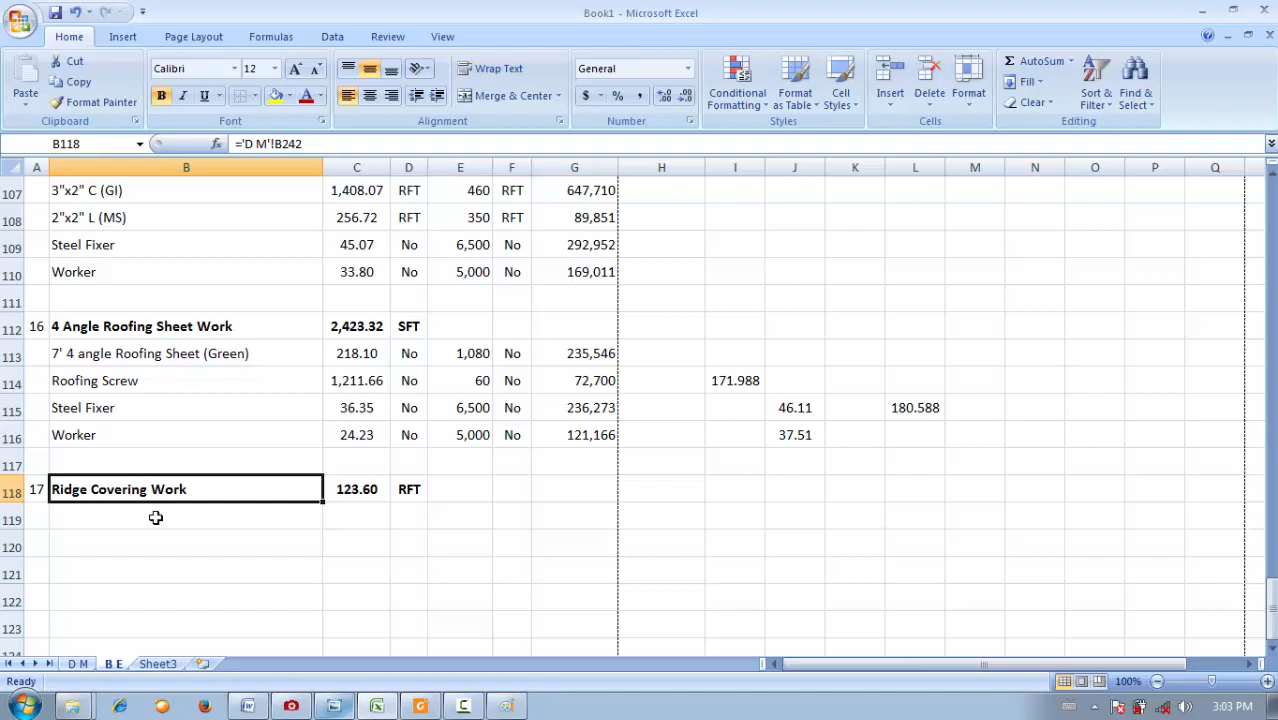 Book1 - Microsoft Excel
Home Insert Page Layout Formulas Data Review View
Paste
Cut
Copy
Format Painter
Clipboard
Calibri 12
B I U
Font
Wrap Text
Merge & Center
Alignment
General
$ % ,
Number
Conditional Formatting
Format as Table
Cell Styles
Styles
Insert Delete Format
Cells
AutoSum
Fill
Clear
Sort & Filter
Find & Select
Editing
B118 fx ='D M'!B242
A B C D E F G H I J K L M N O P Q
107 3"x2" C (GI) 1,408.07 RFT 460 RFT 647,710
108 2"x2" L (MS) 256.72 RFT 350 RFT 89,851
109 Steel Fixer 45.07 No 6,500 No 292,952
110 Worker 33.80 No 5,000 No 169,011
111
112 16 4 Angle Roofing Sheet Work 2,423.32 SFT
113 7' 4 angle Roofing Sheet (Green) 218.10 No 1,080 No 235,546
114 Roofing Screw 1,211.66 No 60 No 72,700 171.988
115 Steel Fixer 36.35 No 6,500 No 236,273 46.11 180.588
116 Worker 24.23 No 5,000 No 121,166 37.51
117
118 17 Ridge Covering Work 123.60 RFT
119
120
121
122
123
D M B E Sheet3
Ready 100%
3:03 PM